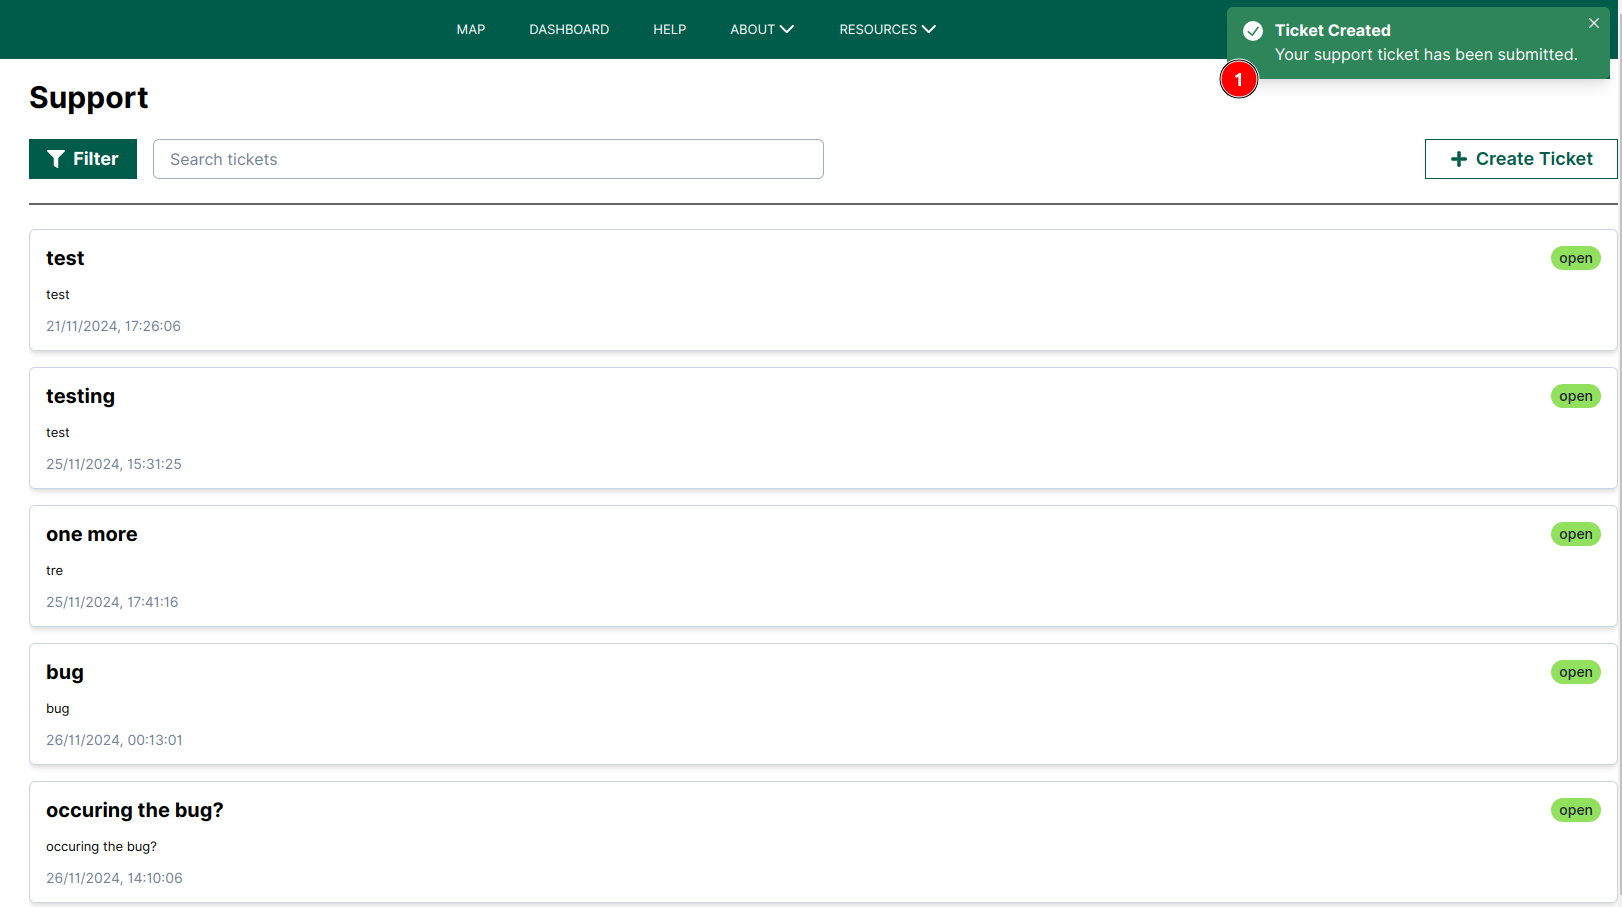 MAP DASHBOARD HELP ABOUT RESOURCES
Ticket Created
Your support ticket has been submitted.
1
Support
Filter
Search tickets
Create Ticket
test
open
test
21/11/2024, 17:26:06
testing
open
test
25/11/2024, 15:31:25
one more
open
tre
25/11/2024, 17:41:16
bug
open
bug
26/11/2024, 00:13:01
occuring the bug?
open
occuring the bug?
26/11/2024, 14:10:06